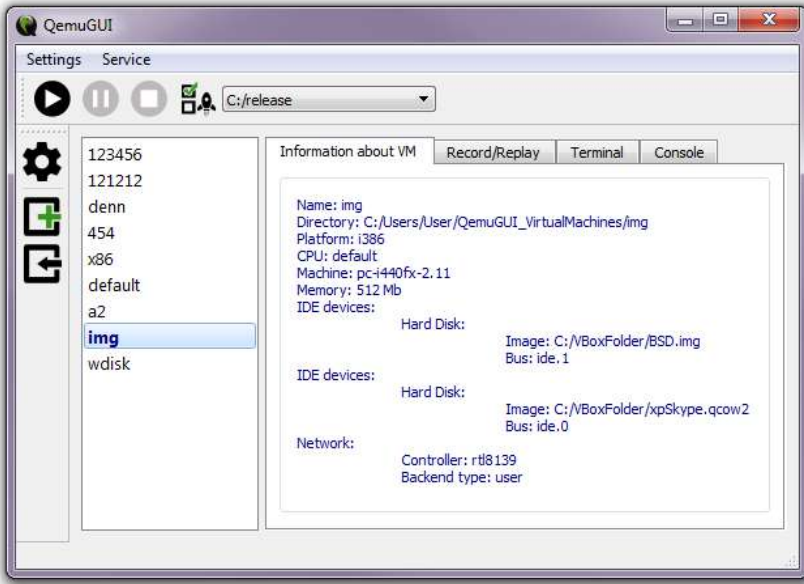 QemuGUI
Settings Service
C:/release
123456
121212
denn
454
x86
default
a2
img
wdisk
Information about VM Record/Replay Terminal Console
Name: img
Directory: C:/Users/User/QemuGUI_VirtualMachines/img
Platform: i386
CPU: default
Machine: pc-i440fx-2.11
Memory: 512 Mb
IDE devices:
Hard Disk:
Image: C:/VBoxFolder/BSD.img
Bus: ide.1
IDE devices:
Hard Disk:
Image: C:/VBoxFolder/xpSkype.qcow2
Bus: ide.0
Network:
Controller: rtl8139
Backend type: user